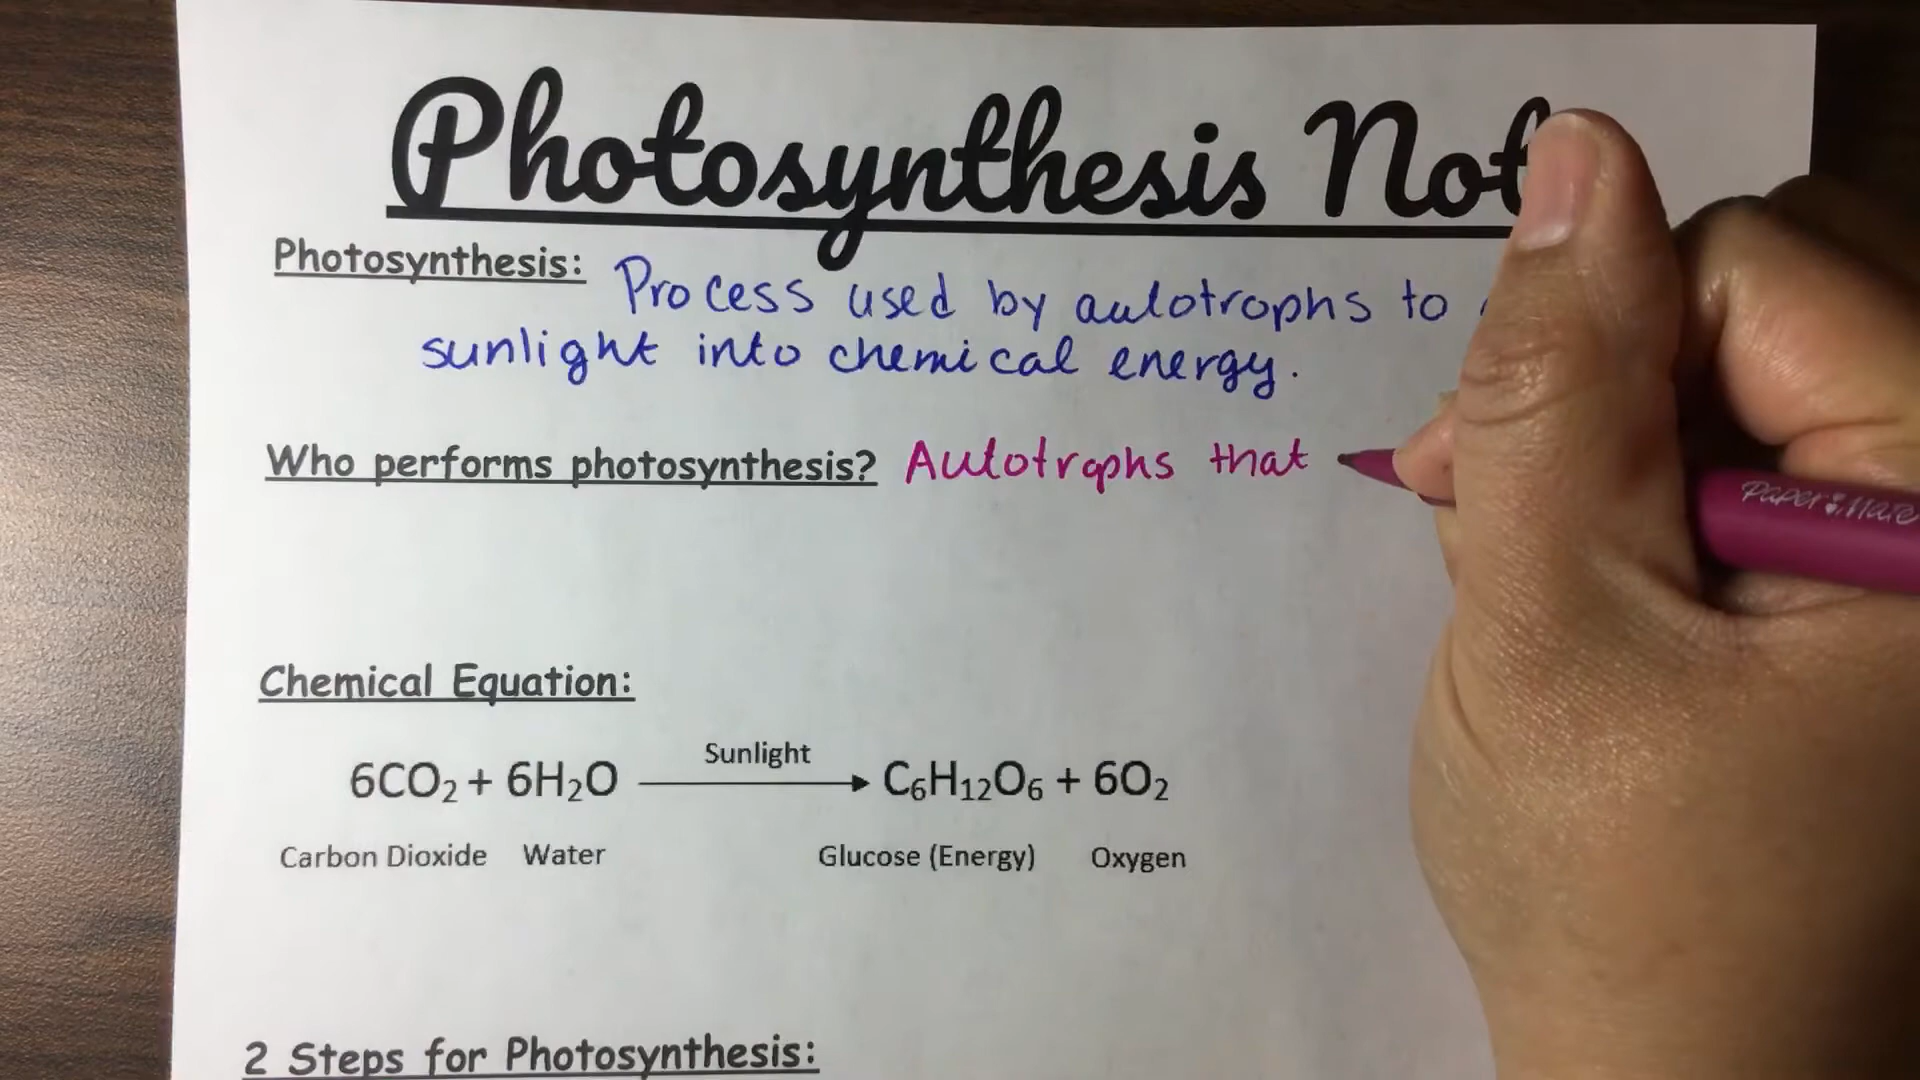 Photosynthesis Not
Photosynthesis: Process used by autotrophs to
sunlight into chemical energy.
Who performs photosynthesis? Autotrophs that
Paper Mate
Chemical Equation:
Sunlight
6CO₂ + 6H₂O → C₆H₁₂O₆ + 6O₂
Carbon Dioxide Water Glucose (Energy) Oxygen
2 Steps for Photosynthesis: